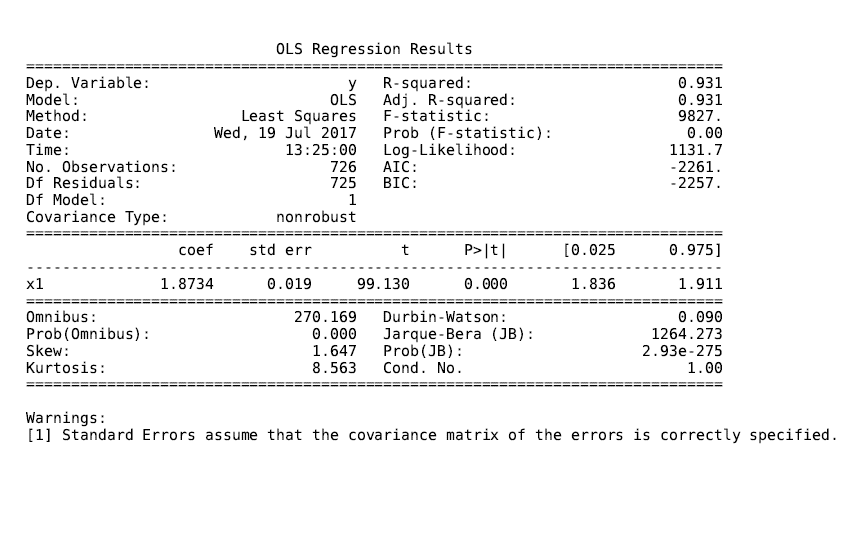 OLS Regression Results
==============================================================================
Dep. Variable:                      y   R-squared:                       0.931
Model:                            OLS   Adj. R-squared:                  0.931
Method:                 Least Squares   F-statistic:                     9827.
Date:                Wed, 19 Jul 2017   Prob (F-statistic):               0.00
Time:                        13:25:00   Log-Likelihood:                 1131.7
No. Observations:                 726   AIC:                            -2261.
Df Residuals:                     725   BIC:                            -2257.
Df Model:                           1
Covariance Type:            nonrobust
==============================================================================
                 coef    std err          t      P>|t|      [0.025      0.975]
------------------------------------------------------------------------------
x1             1.8734      0.019     99.130      0.000       1.836       1.911
==============================================================================
Omnibus:                      270.169   Durbin-Watson:                   0.090
Prob(Omnibus):                  0.000   Jarque-Bera (JB):             1264.273
Skew:                           1.647   Prob(JB):                    2.93e-275
Kurtosis:                       8.563   Cond. No.                         1.00
==============================================================================
Warnings:
[1] Standard Errors assume that the covariance matrix of the errors is correctly specified.